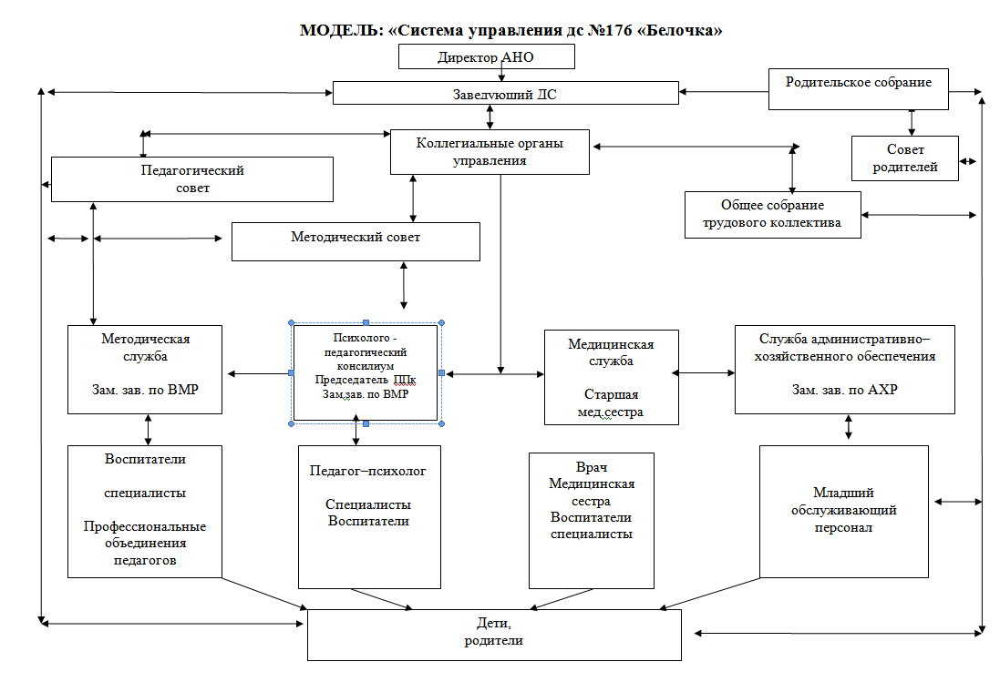 МОДЕЛЬ: «Система управления дс №176 «Белочка»
Директор АНО
Заведующий ДС
Родительское собрание
Коллегиальные органы
управления
Совет
родителей
Педагогический
совет
Общее собрание
трудового коллектива
Методический совет
Методическая
служба
Зам. зав. по ВМР
Психолого -
педагогический
консилиум
Председатель ППк
Зам.зав. по ВМР
Медицинская
служба
Старшая
мед.сестра
Служба административно–
хозяйственного обеспечения
Зам. зав. по АХР
Воспитатели
специалисты
Профессиональные
объединения
педагогов
Педагог–психолог
Специалисты
Воспитатели
Врач
Медицинская
сестра
Воспитатели
специалисты
Младший
обслуживающий
персонал
Дети,
родители